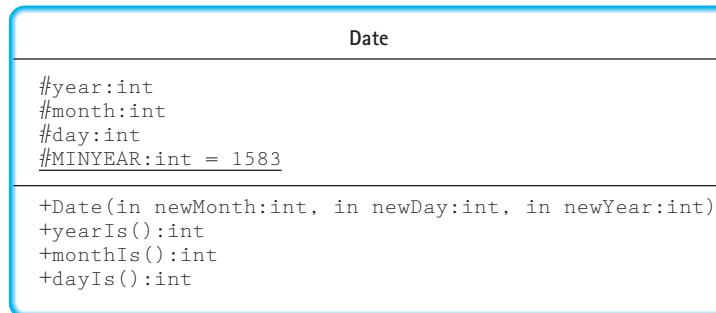 Date
#year:int
#month:int
#day:int
#MINYEAR:int = 1583
+Date(in newMonth:int, in newDay:int, in newYear:int)
+yearIs():int
+monthIs():int
+dayIs():int